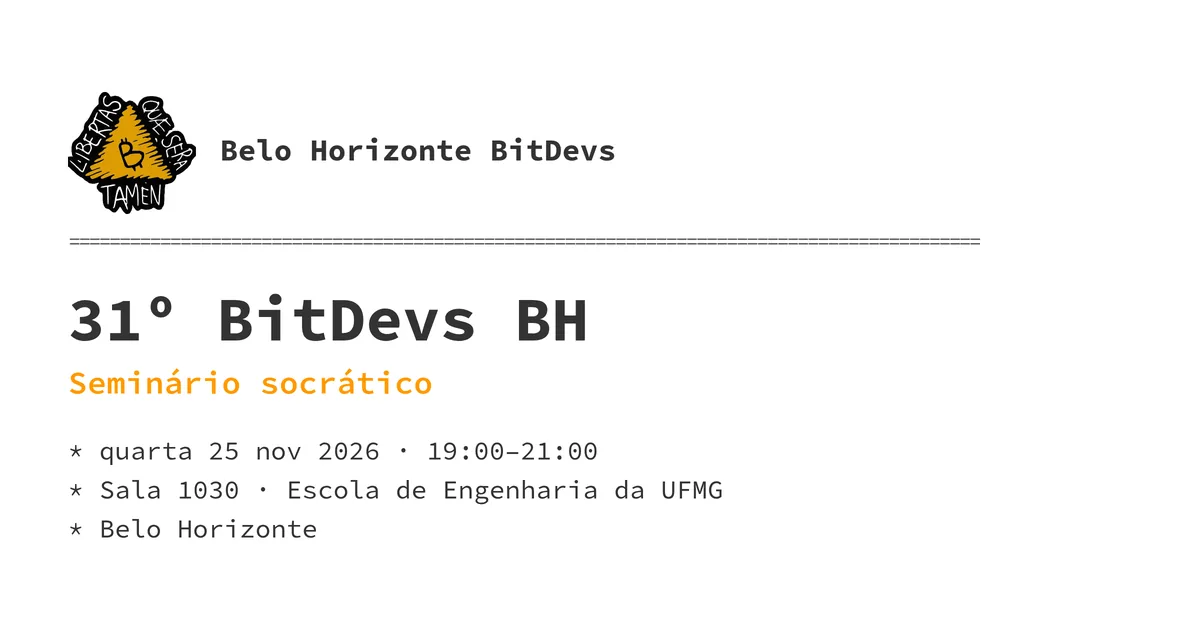 LIBERTAS
QUE SERA
TAMEN
Belo Horizonte BitDevs
==========================================================================================
31º BitDevs BH
Seminário socrático
* quarta 25 nov 2026 · 19:00–21:00
* Sala 1030 · Escola de Engenharia da UFMG
* Belo Horizonte